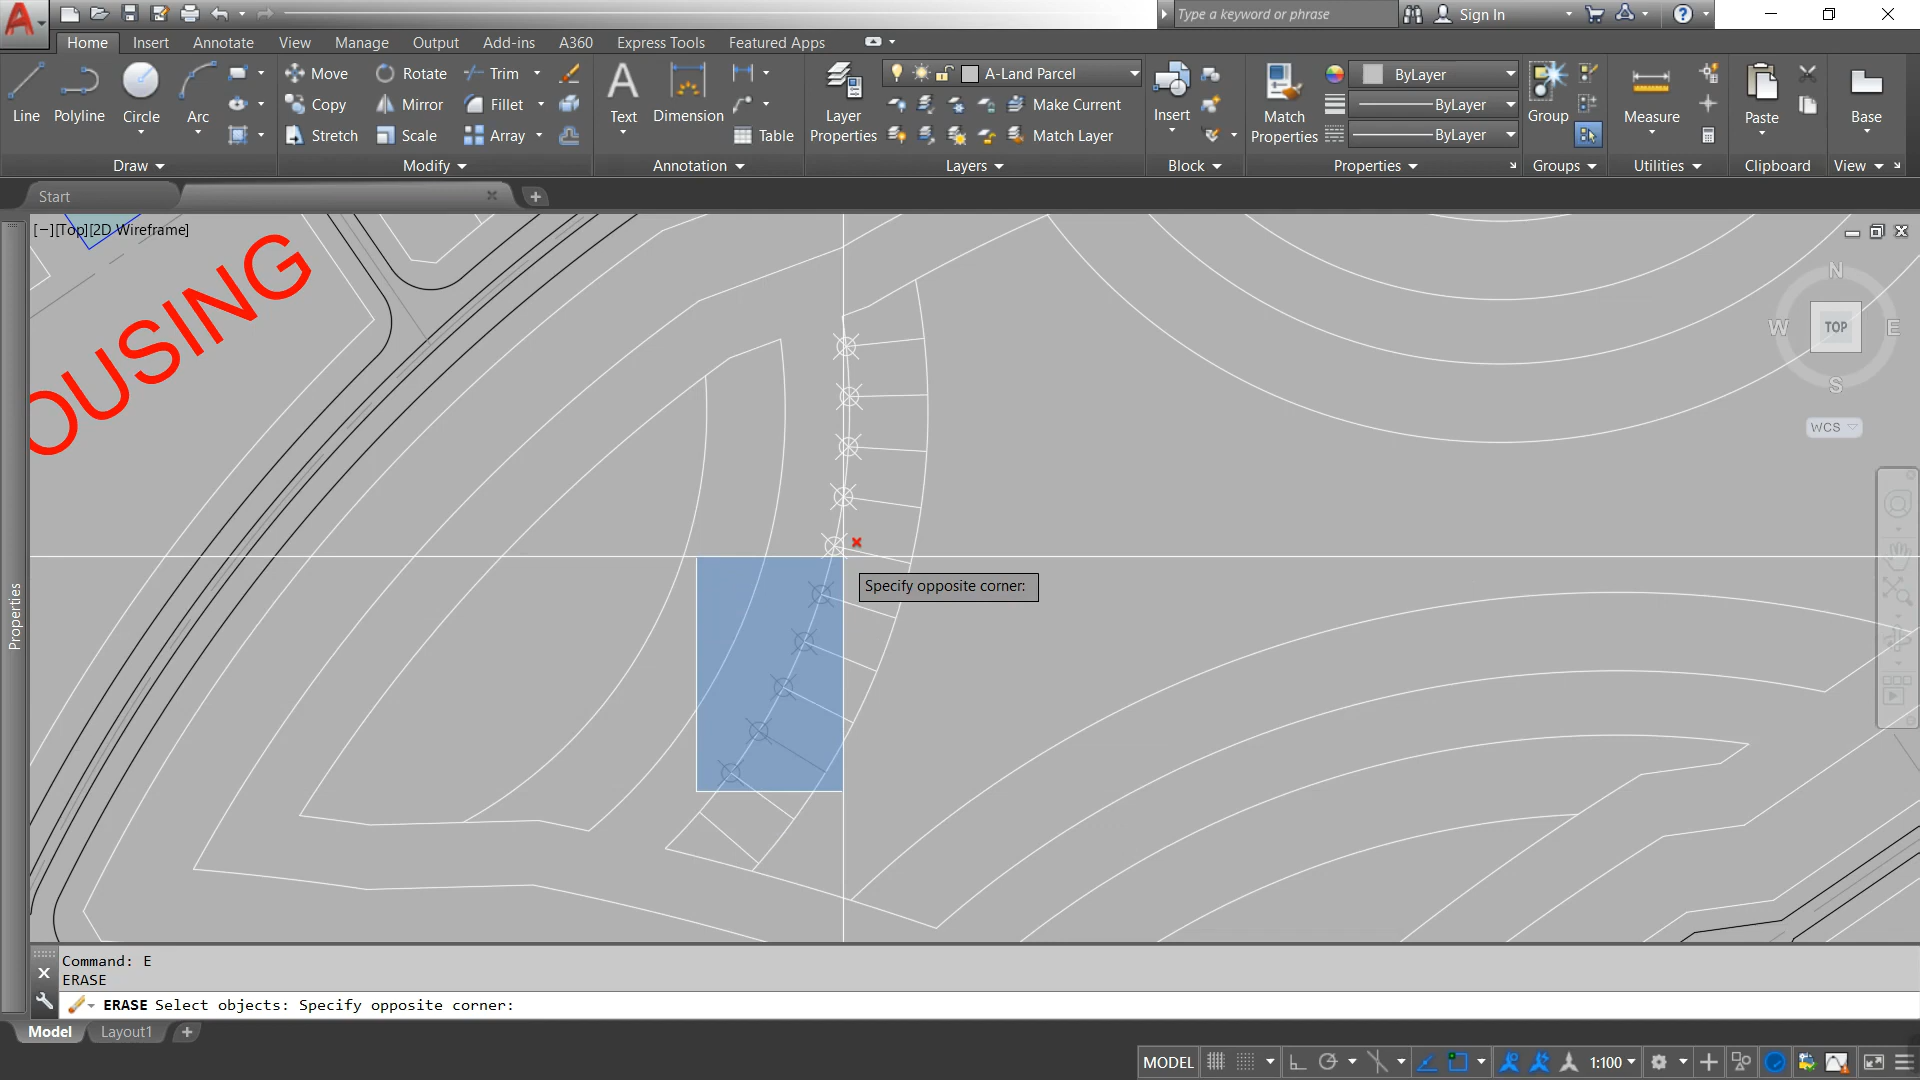 Type a keyword or phrase
Sign In
Home
Insert
Annotate
View
Manage
Output
Add-ins
A360
Express Tools
Featured Apps
Line
Polyline
Circle
Arc
Draw
Move
Rotate
Trim
Copy
Mirror
Fillet
Stretch
Scale
Array
Modify
Text
Dimension
Table
Annotation
Layer
Properties
A-Land Parcel
Make Current
Match Layer
Layers
Insert
Block
Match
Properties
ByLayer
ByLayer
ByLayer
Properties
Group
Groups
Measure
Utilities
Paste
Clipboard
Base
View
Start
[−][Top][2D Wireframe]
OUSING
N
W
TOP
E
S
WCS
Specify opposite corner:
Properties
Command: E
ERASE
ERASE Select objects: Specify opposite corner:
Model
Layout1
MODEL
1:100